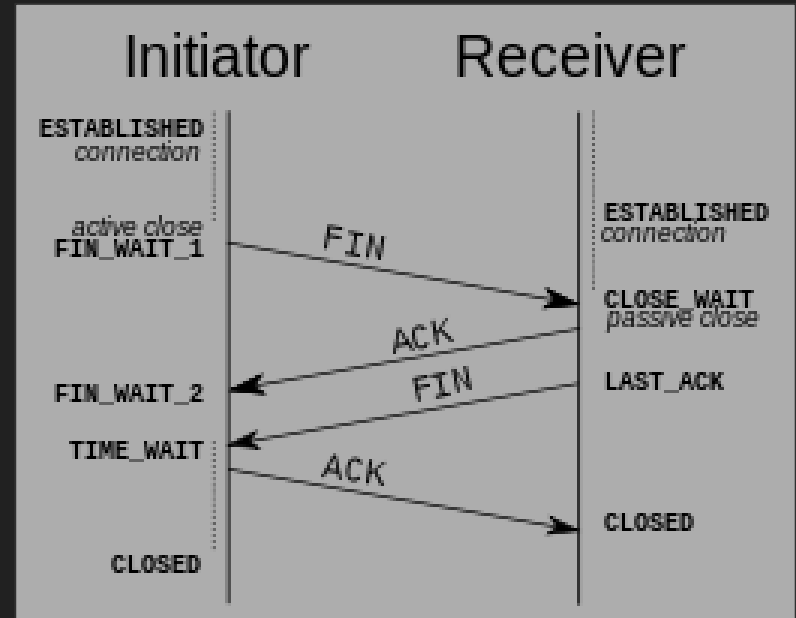 Initiator
Receiver
ESTABLISHED
connection
active close
FIN_WAIT_1
FIN
ESTABLISHED
connection
CLOSE_WAIT
passive close
ACK
FIN_WAIT_2
FIN
LAST_ACK
TIME_WAIT
ACK
CLOSED
CLOSED